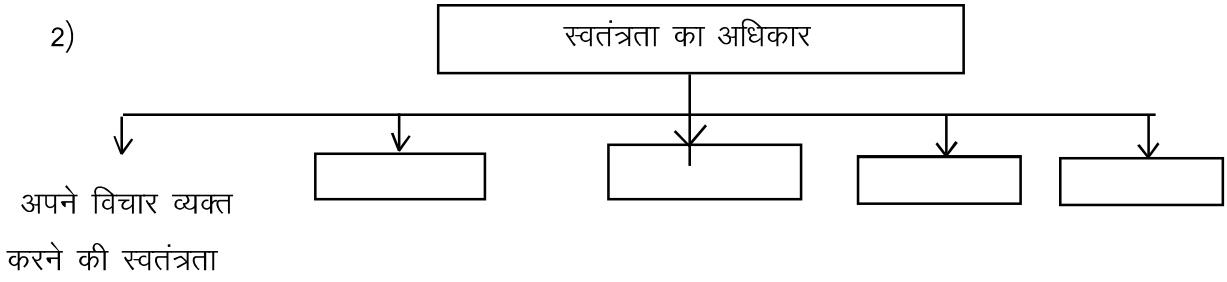 2)
स्वतंत्रता का अधिकार
अपने विचार व्यक्त
करने की स्वतंत्रता